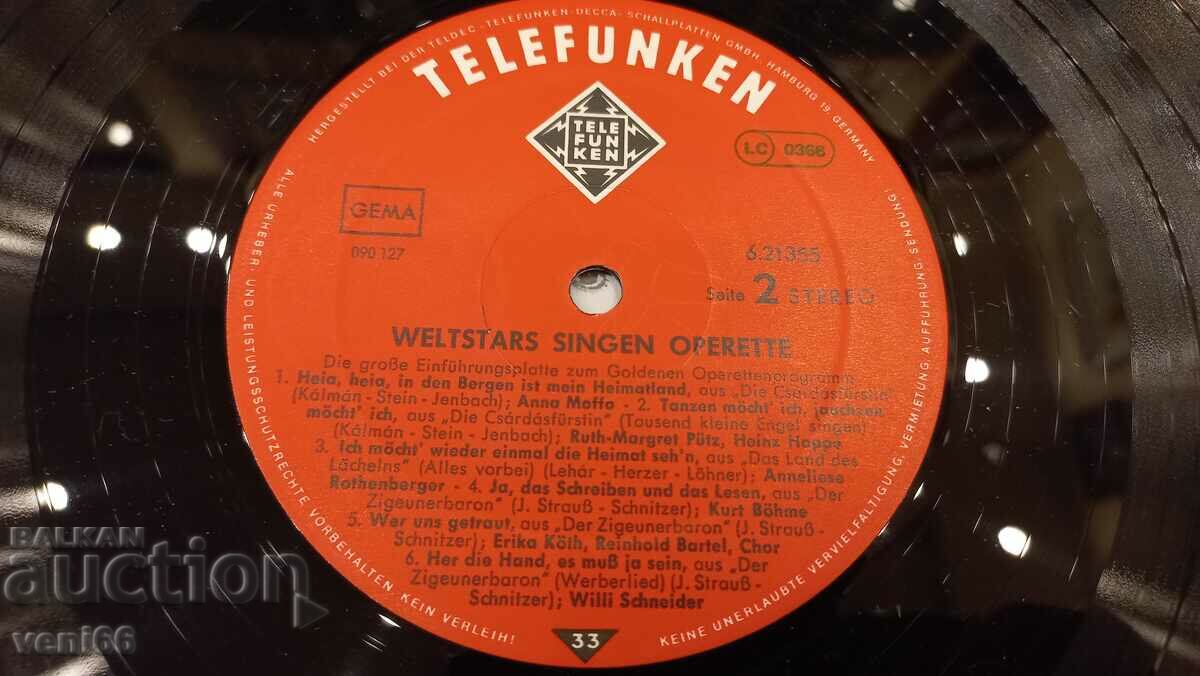 HERGESTELLT BEI DER TELDEC ·TELEFUNKEN-DECCA· SCHALLPLATTEN GMBH, HAMBURG 19, GERMANY
TELEFUNKEN
TELE
FUN
KEN
LC 0366
GEMA
090 127
6.21355
Seite 2 STEREO
WELTSTARS SINGEN OPERETTE
Die große Einführungsplatte zum Goldenen Operettenprogramm
1. Heia, heia, in den Bergen ist mein Heimatland, aus „Die Csárdásfürstin"
(Kálmán - Stein - Jenbach); Anna Moffo - 2. Tanzen möcht' ich, jauchzen
möcht' ich, aus „Die Csárdásfürstin" (Tausend kleine Engel singen)
(Kálmán - Stein - Jenbach); Ruth-Margret Pütz, Heinz Hoppe
3. Ich möcht' wieder einmal die Heimat seh'n, aus „Das Land des
Lächelns" (Alles vorbei) (Lehár - Herzer - Löhner); Anneliese
Rothenberger - 4. Ja, das Schreiben und das Lesen, aus „Der
Zigeunerbaron" (J. Strauß - Schnitzer); Kurt Böhme
5. Wer uns getraut, aus „Der Zigeunerbaron" (J. Strauß -
Schnitzer); Erika Köth, Reinhold Bartel, Chor
6. Her die Hand, es muß ja sein, aus „Der
Zigeunerbaron" (Werberlied) (J. Strauß -
Schnitzer); Willi Schneider
33
ALLE URHEBER- UND LEISTUNGSSCHUTZRECHTE VORBEHALTEN. KEIN VERLEIH!
KEINE UNERLAUBTE VERVIELFÄLTIGUNG, VERMIETUNG, AUFFÜHRUNG, SENDUNG!
BALKAN
auction
veni66